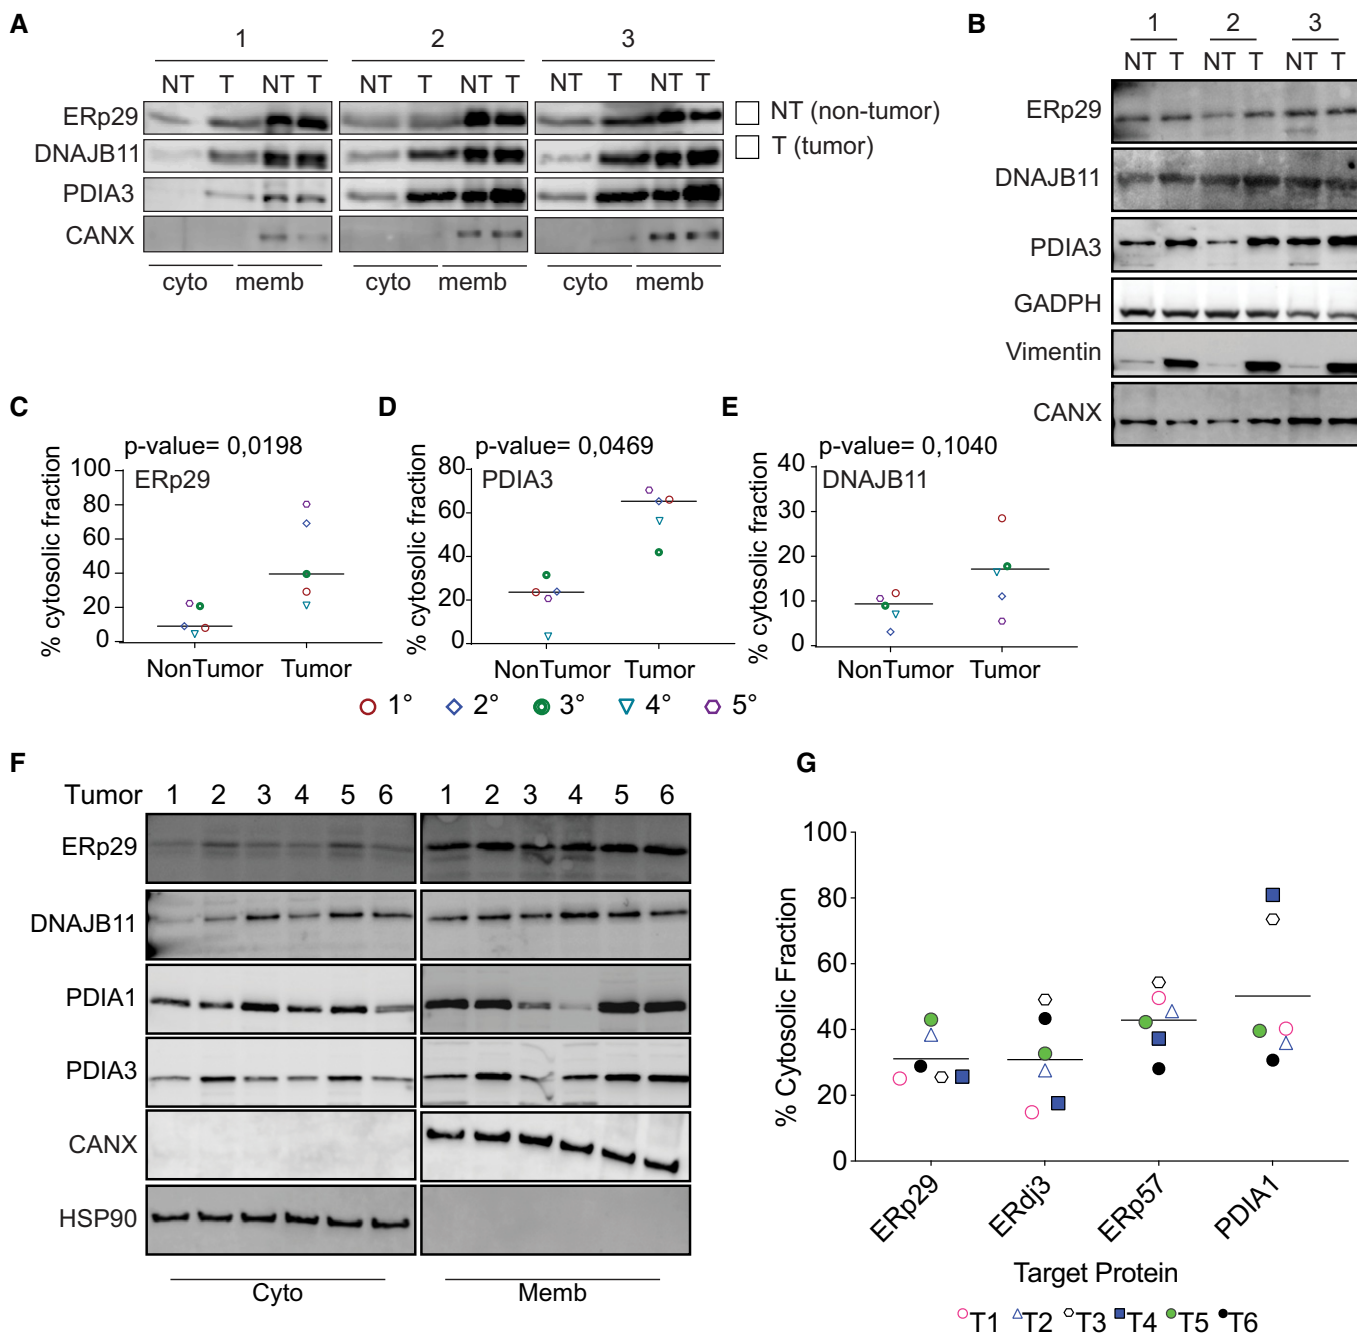 A
1 2 3
NT T NT T NT T NT T NT T NT T
ERp29
DNAJB11
PDIA3
CANX
cyto memb cyto memb cyto memb
NT (non-tumor)
T (tumor)
B
1 2 3
NT T NT T NT T
ERp29
DNAJB11
PDIA3
GADPH
Vimentin
CANX
C
p-value= 0,0198
ERp29
% cytosolic fraction
100
80
60
40
20
0
NonTumor Tumor
D
p-value= 0,0469
PDIA3
% cytosolic fraction
80
60
40
20
0
NonTumor Tumor
E
p-value= 0,1040
DNAJB11
% cytosolic fraction
40
30
20
10
0
NonTumor Tumor
1° 2° 3° 4° 5°
F
Tumor 1 2 3 4 5 6 1 2 3 4 5 6
ERp29
DNAJB11
PDIA1
PDIA3
CANX
HSP90
Cyto Memb
G
% Cytosolic Fraction
100
80
60
40
20
0
ERp29 ERdj3 ERp57 PDIA1
Target Protein
T1 T2 T3 T4 T5 T6